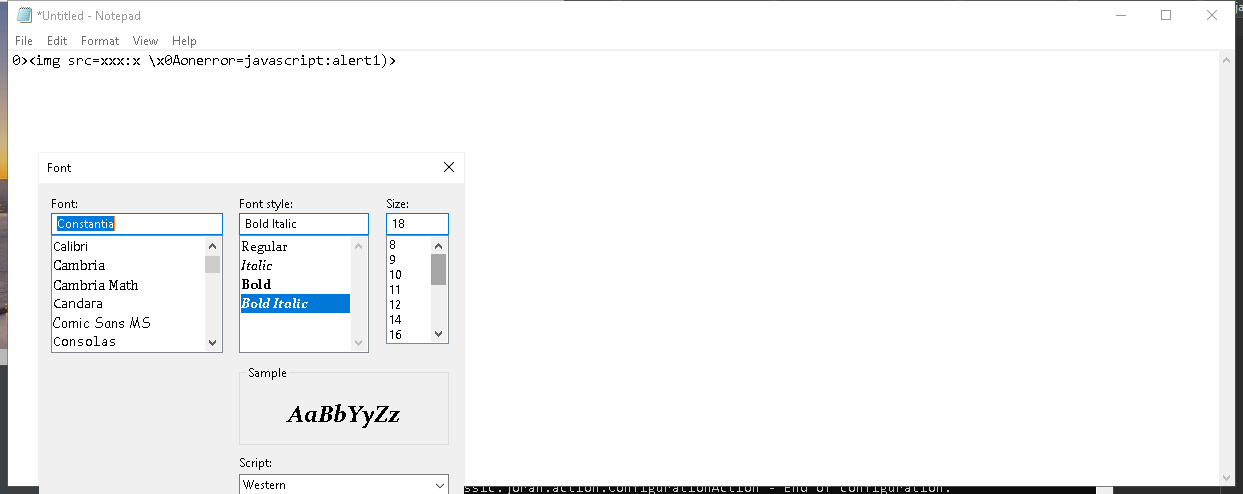 *Untitled - Notepad
File Edit Format View Help
0><img src=xxx:x \x0Aonerror=javascript:alert1)>
Font
Font: Font style: Size:
Constantia Bold Italic 18
Calibri Regular 8
Cambria Italic 9
Cambria Math Bold 10
Candara Bold Italic 11
Comic Sans MS 12
Consolas 14
16
Sample
AaBbYyZz
Script:
Western
ssic.joran.action.ConfigurationAction - End of configuration.